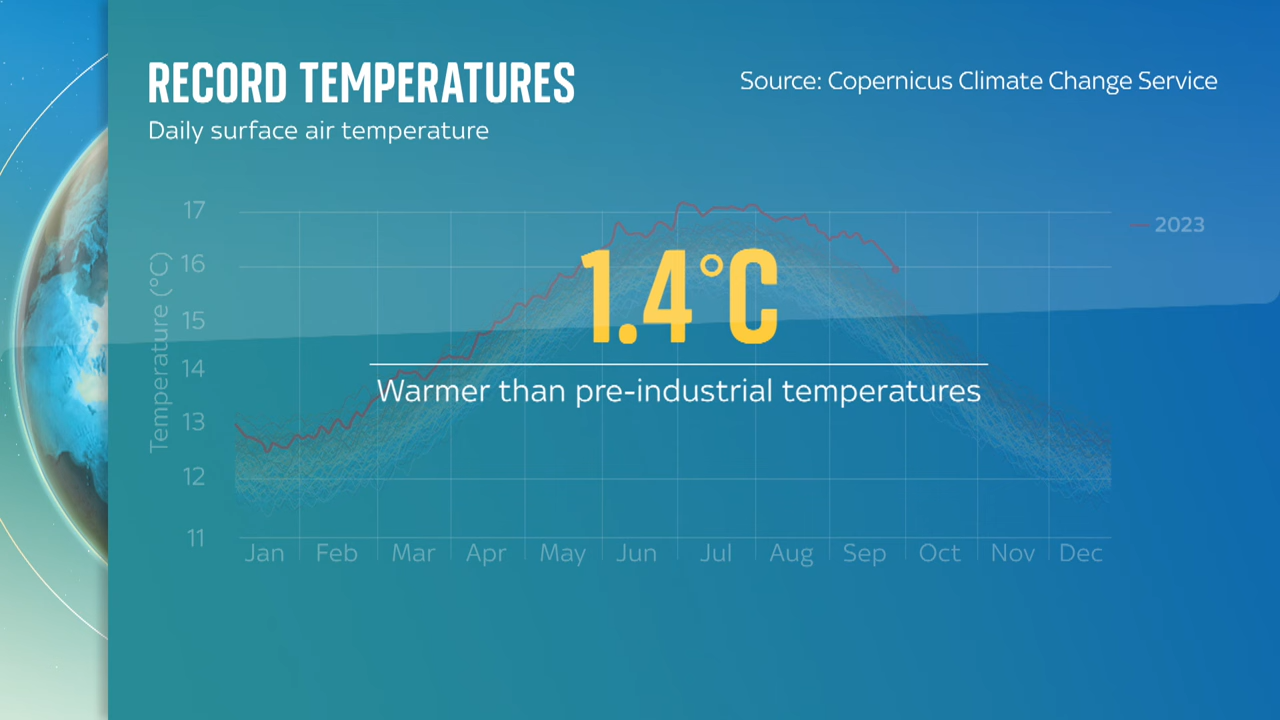 RECORD TEMPERATURES
Source: Copernicus Climate Change Service
Daily surface air temperature
17
2023
16
1.4°C
15
14
Warmer than pre-industrial temperatures
13
12
11
Temperature (°C)
Jan Feb Mar Apr May Jun Jul Aug Sep Oct Nov Dec